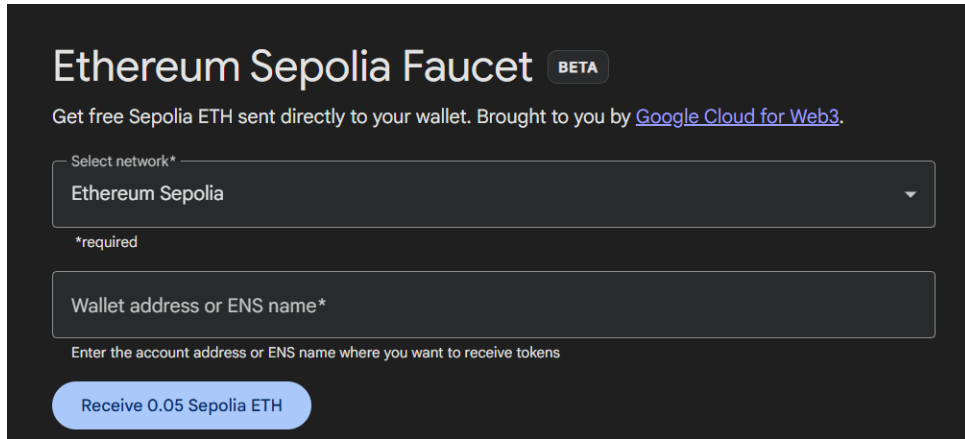 Ethereum Sepolia Faucet BETA
Get free Sepolia ETH sent directly to your wallet. Brought to you by Google Cloud for Web3.
Select network*
Ethereum Sepolia
*required
Wallet address or ENS name*
Enter the account address or ENS name where you want to receive tokens
Receive 0.05 Sepolia ETH